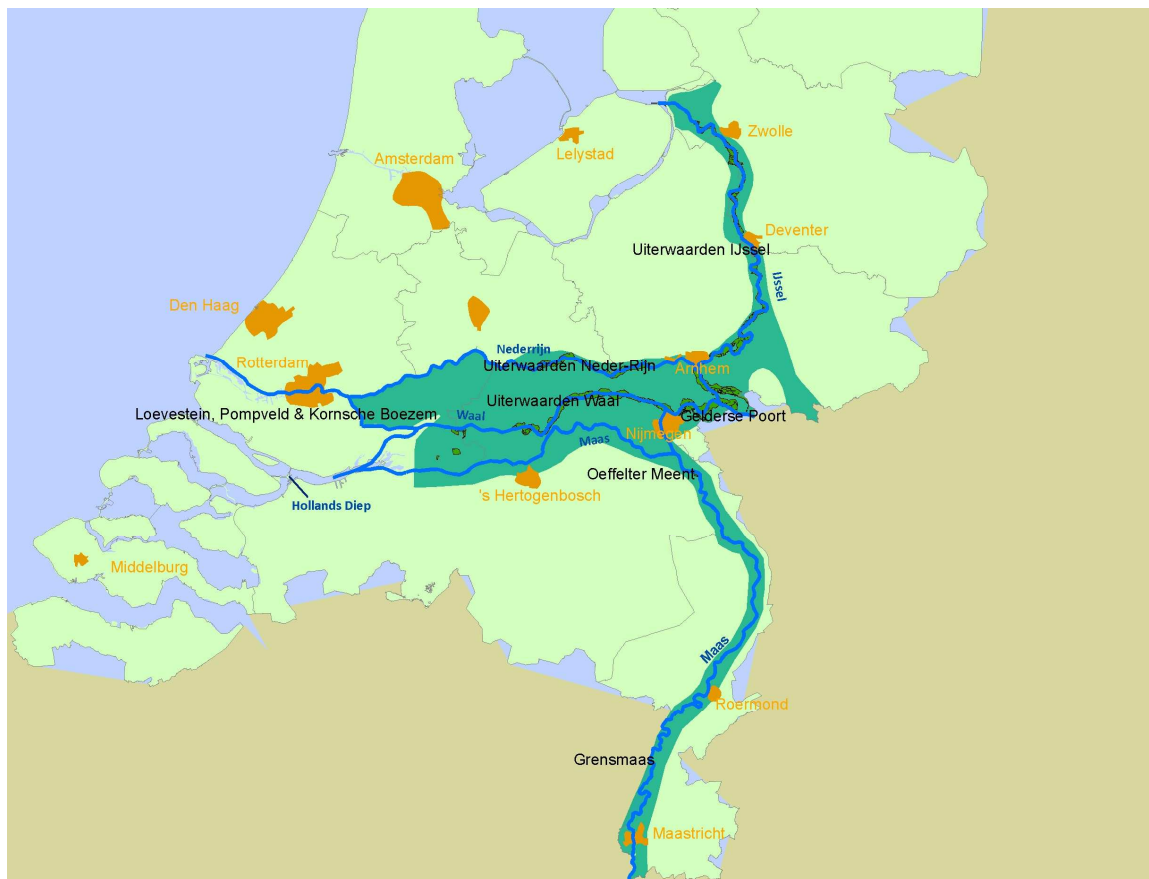 Zwolle
Lelystad
Amsterdam
Deventer
Uiterwaarden IJssel
IJssel
Den Haag
Nederrijn
Rotterdam
Uiterwaarden Neder-Rijn
Arnhem
Uiterwaarden Waal
Loevestein, Pompveld & Kornsche Boezem
Waal
Gelderse Poort
Nijmegen
Maas
Oeffelter Meent
's Hertogenbosch
Hollands Diep
Middelburg
Maas
Roermond
Grensmaas
Maastricht